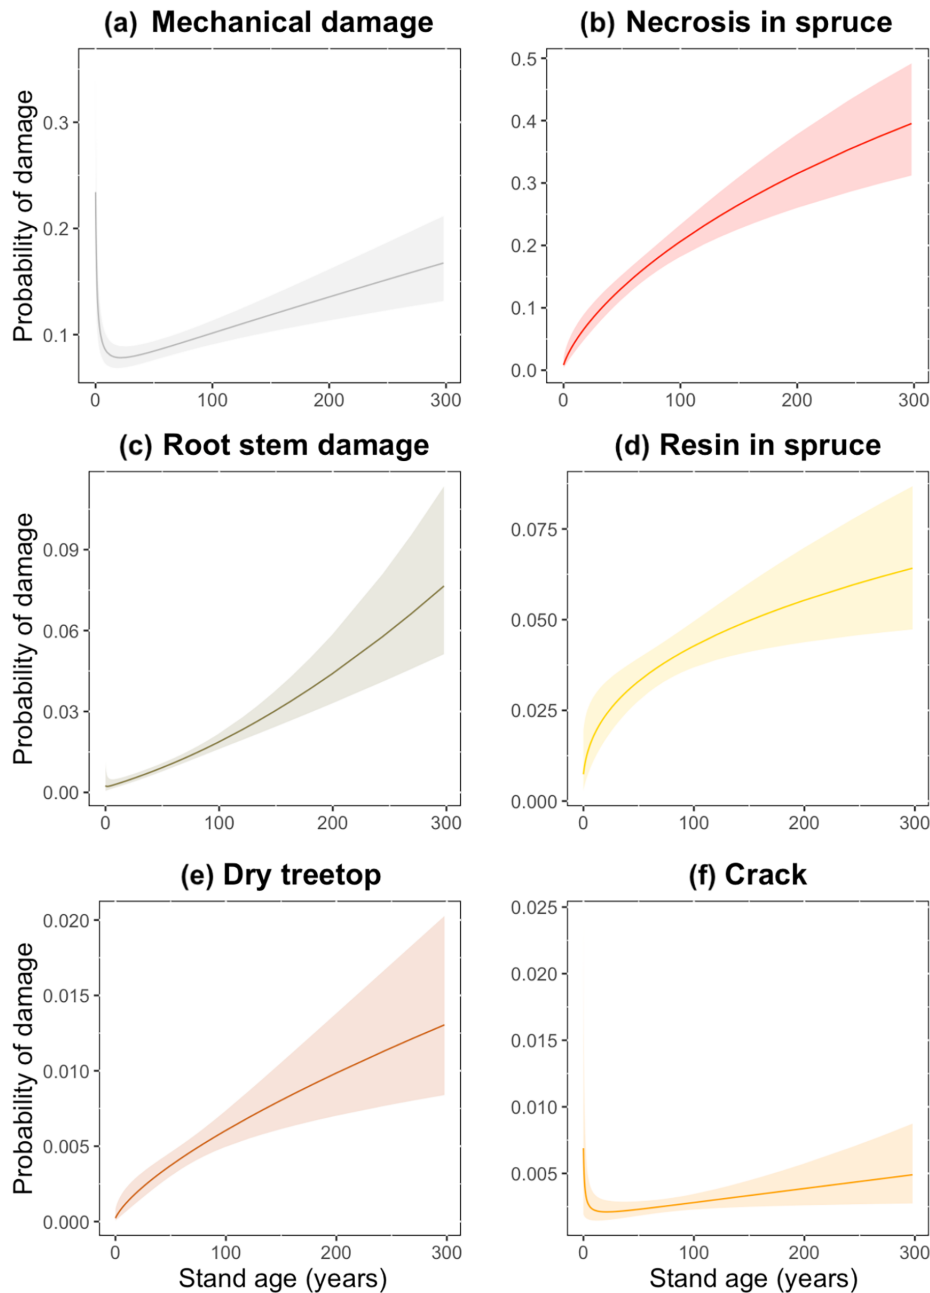 (a) Mechanical damage
(b) Necrosis in spruce
Probability of damage
0.3
0.2
0.1
0 100 200 300
0.5
0.4
0.3
0.2
0.1
0.0
0 100 200 300
(c) Root stem damage
(d) Resin in spruce
Probability of damage
0.09
0.06
0.03
0.00
0 100 200 300
0.075
0.050
0.025
0.000
0 100 200 300
(e) Dry treetop
(f) Crack
Probability of damage
0.020
0.015
0.010
0.005
0.000
0 100 200 300
Stand age (years)
0.025
0.020
0.015
0.010
0.005
0 100 200 300
Stand age (years)